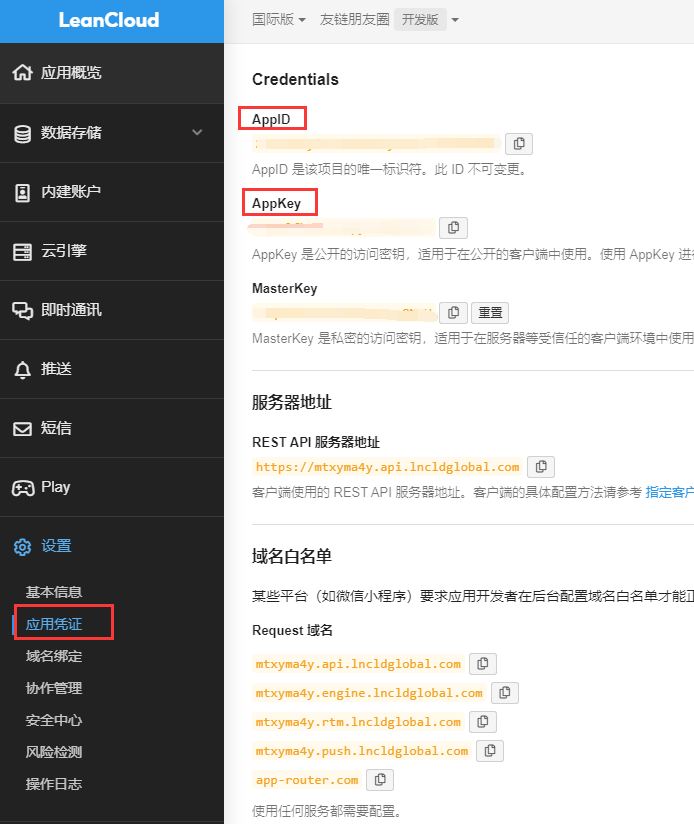 LeanCloud
国际版
友链朋友圈
开发版
应用概览
数据存储
内建账户
云引擎
即时通讯
推送
短信
Play
设置
基本信息
应用凭证
域名绑定
协作管理
安全中心
风险检测
操作日志
Credentials
AppID
AppID 是该项目的唯一标识符。此 ID 不可变更。
AppKey
AppKey 是公开的访问密钥，适用于在公开的客户端中使用。使用 AppKey 进
MasterKey
重置
MasterKey 是私密的访问密钥，适用于在服务器等受信任的客户端环境中使用
服务器地址
REST API 服务器地址
https://mtxyma4y.api.lncldglobal.com
客户端使用的 REST API 服务器地址。客户端的具体配置方法请参考 指定客户
域名白名单
某些平台（如微信小程序）要求应用开发者在后台配置域名白名单才能正
Request 域名
mtxyma4y.api.lncldglobal.com
mtxyma4y.engine.lncldglobal.com
mtxyma4y.rtm.lncldglobal.com
mtxyma4y.push.lncldglobal.com
app-router.com
使用任何服务都需要配置。